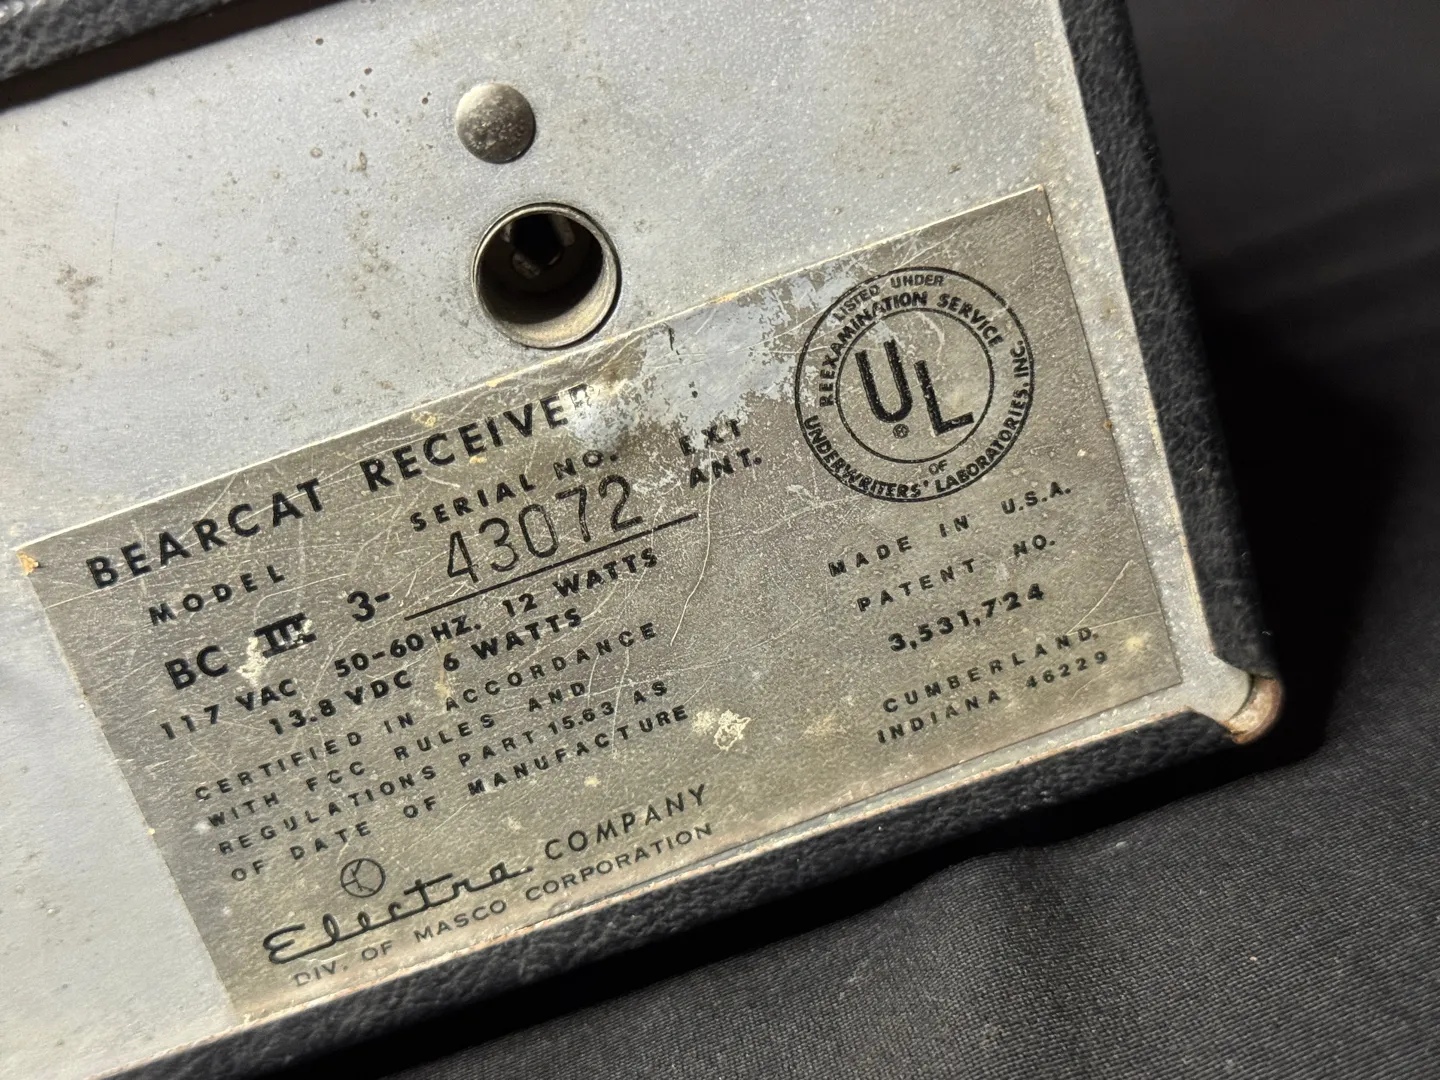 BEARCAT RECEIVER
MODEL
SERIAL NO.
EXT
ANT.
BC III 3-
43072
117 VAC 50-60 HZ. 12 WATTS
13.8 VDC 6 WATTS
CERTIFIED IN ACCORDANCE
WITH FCC RULES AND
REGULATIONS PART 15.63 AS
OF DATE OF MANUFACTURE
Electra COMPANY
DIV. OF MASCO CORPORATION
LISTED UNDER
REEXAMINATION SERVICE
UL®
OF
UNDERWRITERS' LABORATORIES, INC.
MADE IN U.S.A.
PATENT NO.
3,531,724
CUMBERLAND,
INDIANA 46229